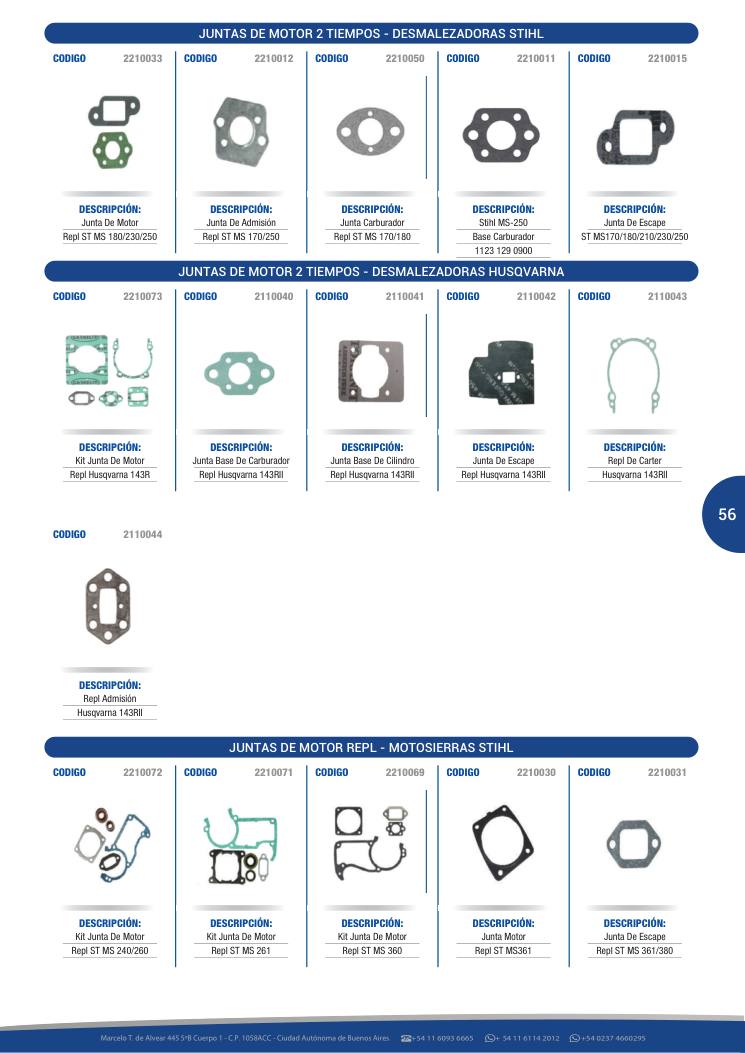 JUNTAS DE MOTOR 2 TIEMPOS - DESMALEZADORAS STIHL
CODIGO 2210033
DESCRIPCIÓN:
Junta De Motor
Repl ST MS 180/230/250
CODIGO 2210012
DESCRIPCIÓN:
Junta De Admisión
Repl ST MS 170/250
CODIGO 2210050
DESCRIPCIÓN:
Junta Carburador
Repl ST MS 170/180
CODIGO 2210011
DESCRIPCIÓN:
Stihl MS-250
Base Carburador
1123 129 0900
CODIGO 2210015
DESCRIPCIÓN:
Junta De Escape
ST MS170/180/210/230/250
JUNTAS DE MOTOR 2 TIEMPOS - DESMALEZADORAS HUSQVARNA
CODIGO 2210073
DESCRIPCIÓN:
Kit Junta De Motor
Repl Husqvarna 143R
CODIGO 2110040
DESCRIPCIÓN:
Junta Base De Carburador
Repl Husqvarna 143RII
CODIGO 2110041
DESCRIPCIÓN:
Junta Base De Cilindro
Repl Husqvarna 143RII
CODIGO 2110042
DESCRIPCIÓN:
Junta De Escape
Repl Husqvarna 143RII
CODIGO 2110043
DESCRIPCIÓN:
Repl De Carter
Husqvarna 143RII
56
CODIGO 2110044
DESCRIPCIÓN:
Repl Admisión
Husqvarna 143RII
JUNTAS DE MOTOR REPL - MOTOSIERRAS STIHL
CODIGO 2210072
DESCRIPCIÓN:
Kit Junta De Motor
Repl ST MS 240/260
CODIGO 2210071
DESCRIPCIÓN:
Kit Junta De Motor
Repl ST MS 261
CODIGO 2210069
DESCRIPCIÓN:
Kit Junta De Motor
Repl ST MS 360
CODIGO 2210030
DESCRIPCIÓN:
Junta Motor
Repl ST MS361
CODIGO 2210031
DESCRIPCIÓN:
Junta De Escape
Repl ST MS 361/380
Marcelo T. de Alvear 445 5°B Cuerpo 1 - C.P. 1058ACC - Ciudad Autónoma de Buenos Aires. +54 11 6093 6665 + 54 11 6114 2012 +54 0237 4660295